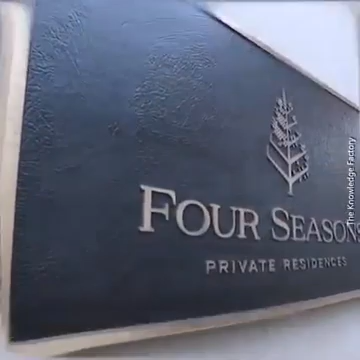 FOUR SEASONS
PRIVATE RESIDENCES
The Knowledge Factory